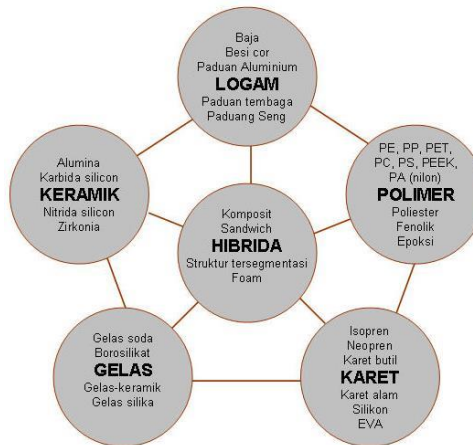 Baja
Besi cor
Paduan Aluminium
LOGAM
Paduan tembaga
Paduang Seng
Alumina
Karbida silicon
KERAMIK
Nitrida silicon
Zirkonia
PE, PP, PET,
PC, PS, PEEK,
PA (nilon)
POLIMER
Poliester
Fenolik
Epoksi
Komposit
Sandwich
HIBRIDA
Struktur tersegmentasi
Foam
Gelas soda
Borosilikat
GELAS
Gelas-keramik
Gelas silika
Isopren
Neopren
Karet butil
KARET
Karet alam
Silikon
EVA